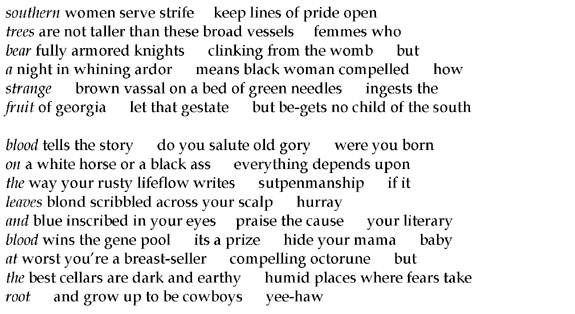 southern women serve strife keep lines of pride open
trees are not taller than these broad vessels femmes who
bear fully armored knights clinking from the womb but
a night in whining ardor means black woman compelled how
strange brown vassal on a bed of green needles ingests the
fruit of georgia let that gestate but be-gets no child of the south
blood tells the story do you salute old gory were you born
on a white horse or a black ass everything depends upon
the way your rusty lifeflow writes sutpenmanship if it
leaves blond scribbled across your scalp hurray
and blue inscribed in your eyes praise the cause your literary
blood wins the gene pool its a prize hide your mama baby
at worst you're a breast-seller compelling octorune but
the best cellars are dark and earthy humid places where fears take
root and grow up to be cowboys yee-haw